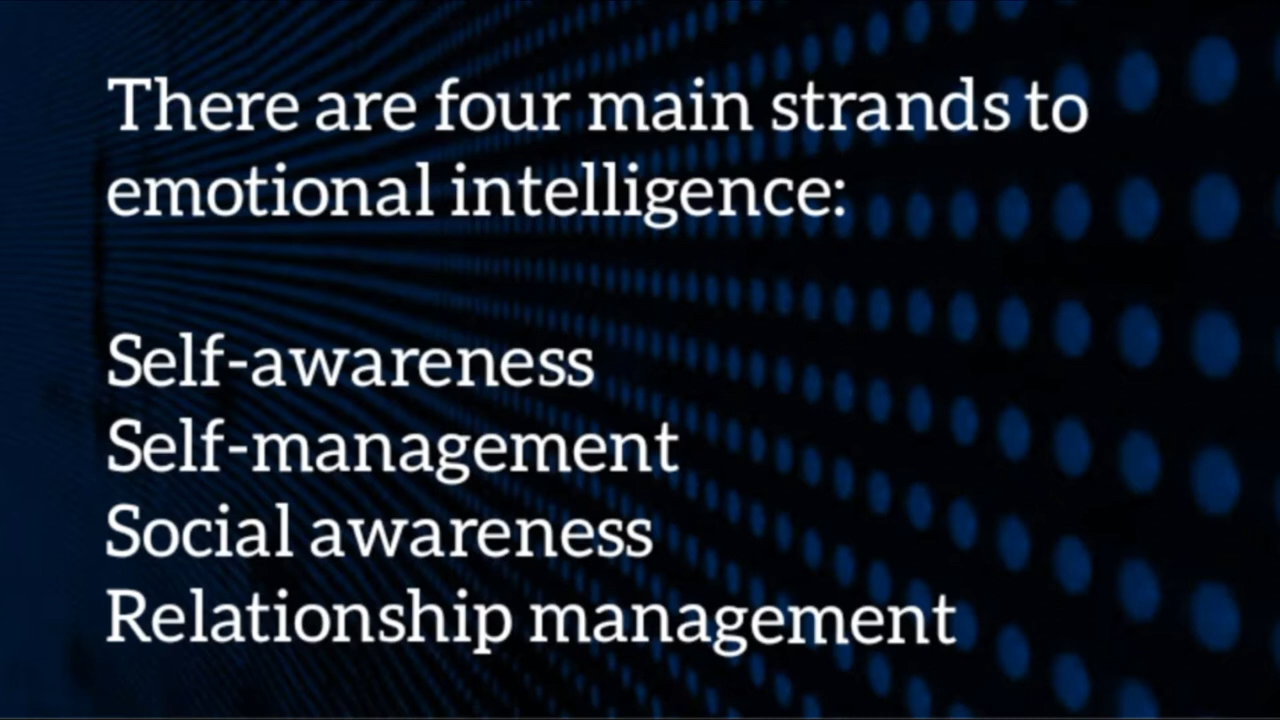 There are four main strands to
emotional intelligence:
Self-awareness
Self-management
Social awareness
Relationship management